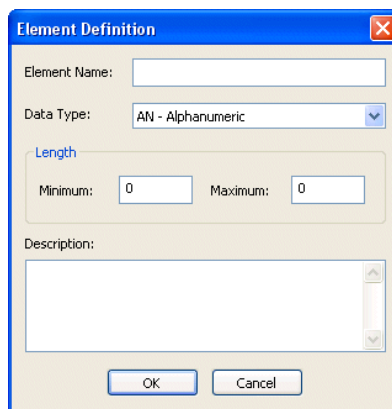 Element Definition
Element Name:
Data Type: AN - Alphanumeric
Length
Minimum: 0 Maximum: 0
Description:
OK Cancel